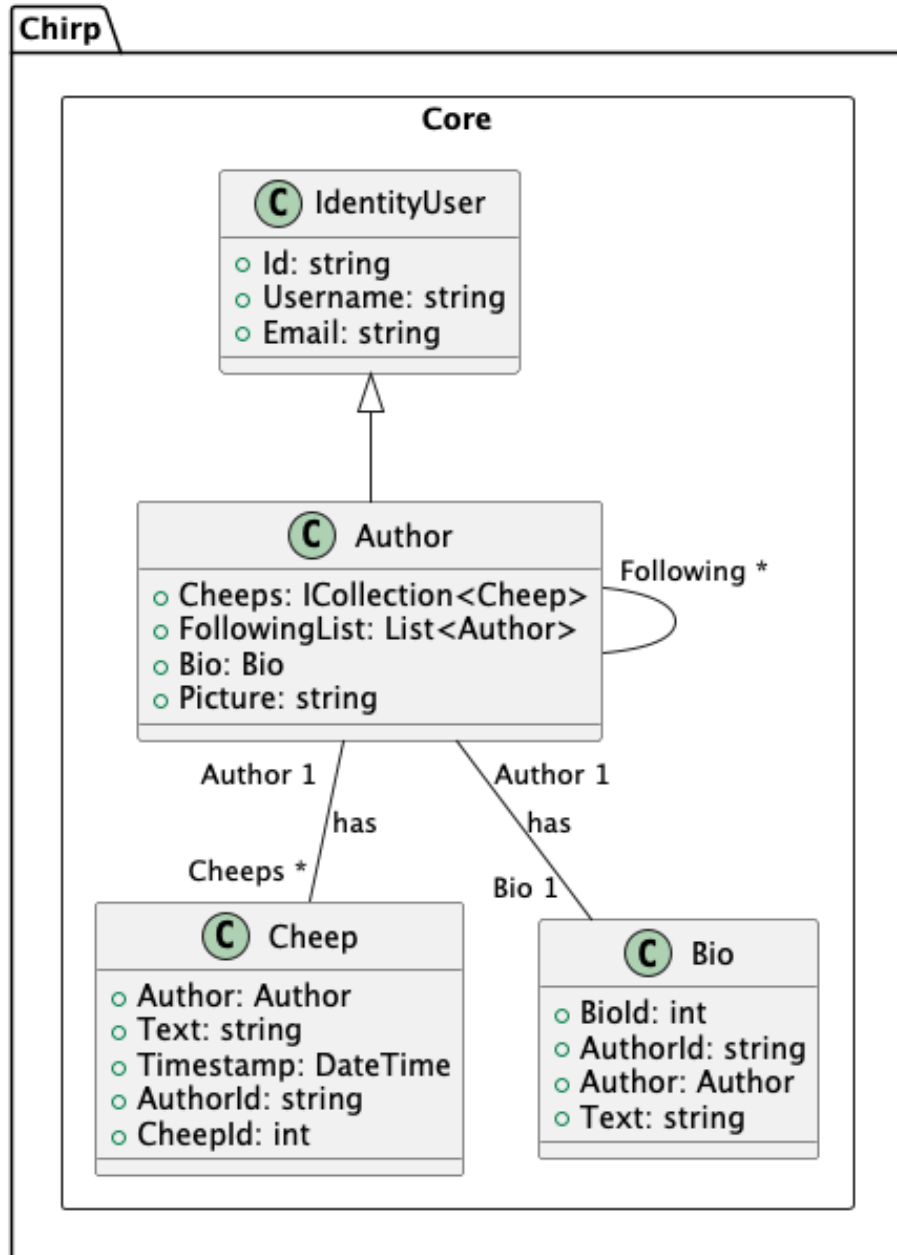 Chirp
Core
C IdentityUser
Id: string
Username: string
Email: string
C Author
Cheeps: ICollection<Cheep>
FollowingList: List<Author>
Bio: Bio
Picture: string
Following *
Author 1
Author 1
has
has
Cheeps *
Bio 1
C Cheep
Author: Author
Text: string
Timestamp: DateTime
AuthorId: string
CheepId: int
C Bio
BioId: int
AuthorId: string
Author: Author
Text: string